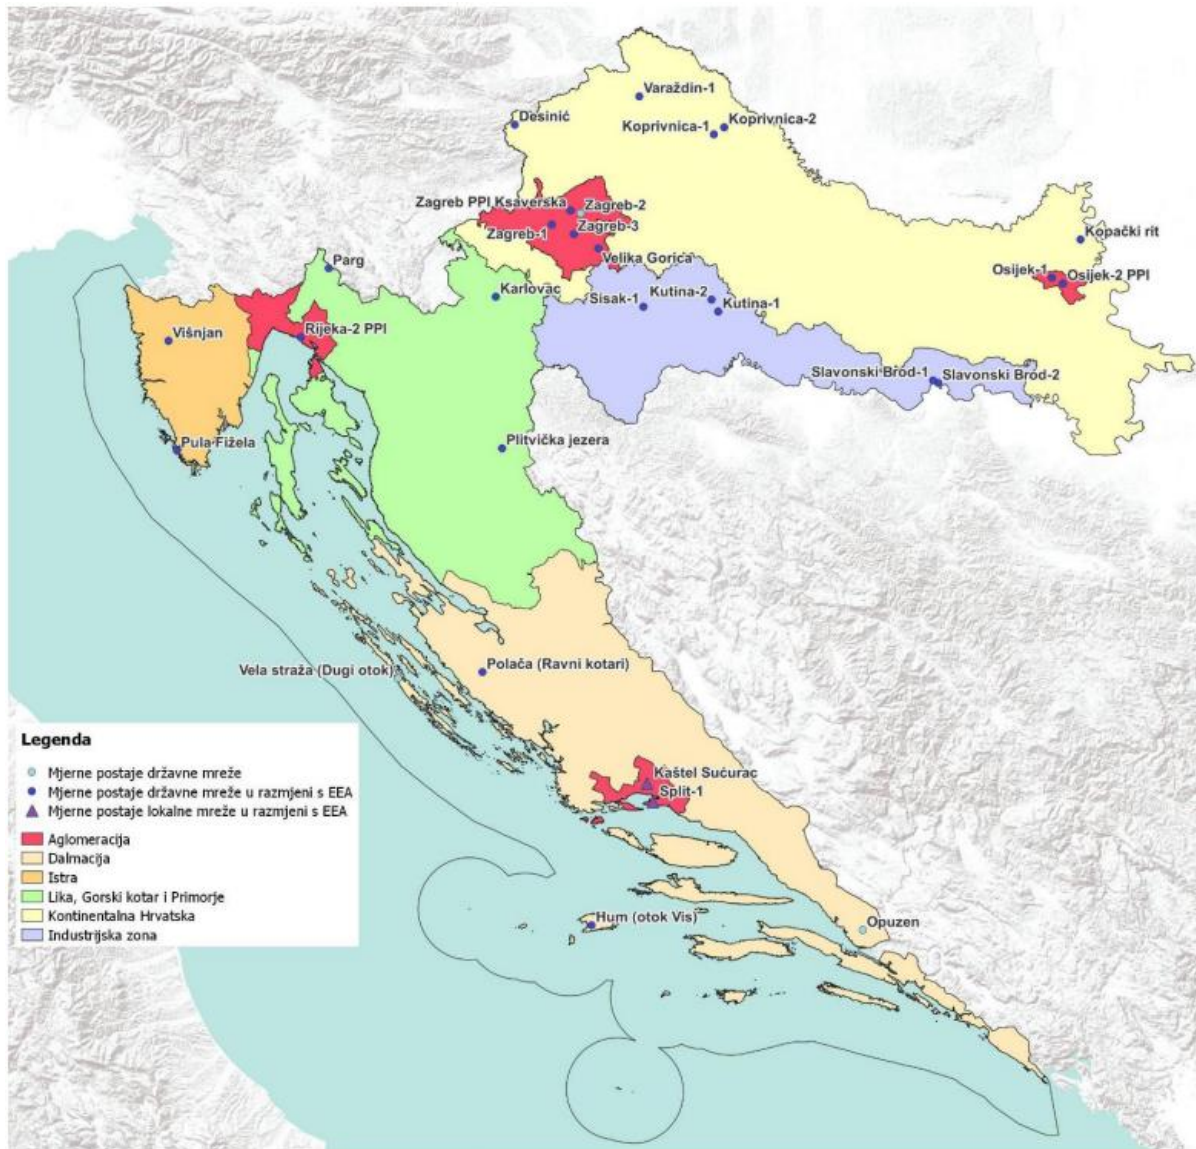 Varaždin-1
Desinić
Koprivnica-2
Koprivnica-1
Zagreb PPI Ksaverska
Zagreb-2
Zagreb-1
Zagreb-3
Velika Gorica
Kopački rit
Osijek-1
Osijek-2 PPI
Parg
Karlovac
Sisak-1
Kutina-2
Kutina-1
Višnjan
Rijeka-2 PPI
Slavonski Brod-1
Slavonski Brod-2
Pula Fižela
Plitvička jezera
Vela straža (Dugi otok)
Polača (Ravni kotari)
Kaštel Sućurac
Split-1
Hum (otok Vis)
Opuzen
Legenda
Mjerne postaje državne mreže
Mjerne postaje državne mreže u razmjeni s EEA
Mjerne postaje lokalne mreže u razmjeni s EEA
Aglomeracija
Dalmacija
Istra
Lika, Gorski kotar i Primorje
Kontinentalna Hrvatska
Industrijska zona